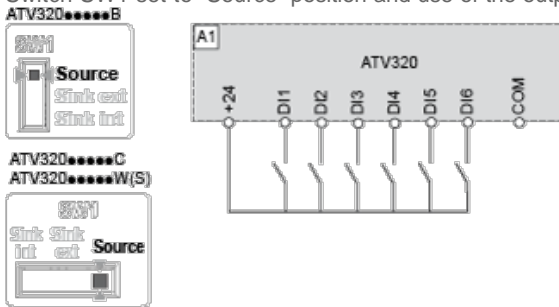 Switch SW1 set to "Source" position and use of the outp
ATV320●●●●●B
SW1
Source
Sink ext
Sink int
A1
ATV320
+24
DI1
DI2
DI3
DI4
DI5
DI6
COM
ATV320●●●●●C
ATV320●●●●●W(S)
SW1
Sink Sink
int ext Source